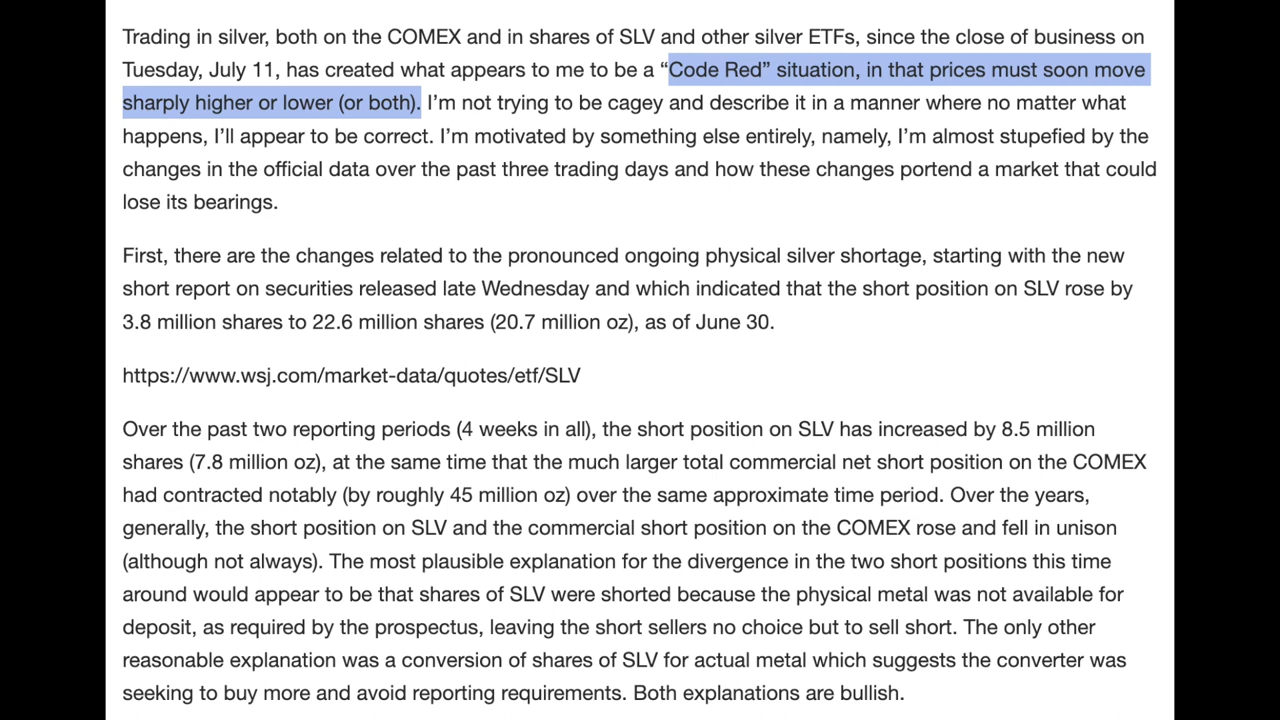 Trading in silver, both on the COMEX and in shares of SLV and other silver ETFs, since the close of business on
Tuesday, July 11, has created what appears to me to be a “Code Red” situation, in that prices must soon move
sharply higher or lower (or both). I’m not trying to be cagey and describe it in a manner where no matter what
happens, I’ll appear to be correct. I’m motivated by something else entirely, namely, I’m almost stupefied by the
changes in the official data over the past three trading days and how these changes portend a market that could
lose its bearings.
First, there are the changes related to the pronounced ongoing physical silver shortage, starting with the new
short report on securities released late Wednesday and which indicated that the short position on SLV rose by
3.8 million shares to 22.6 million shares (20.7 million oz), as of June 30.
https://www.wsj.com/market-data/quotes/etf/SLV
Over the past two reporting periods (4 weeks in all), the short position on SLV has increased by 8.5 million
shares (7.8 million oz), at the same time that the much larger total commercial net short position on the COMEX
had contracted notably (by roughly 45 million oz) over the same approximate time period. Over the years,
generally, the short position on SLV and the commercial short position on the COMEX rose and fell in unison
(although not always). The most plausible explanation for the divergence in the two short positions this time
around would appear to be that shares of SLV were shorted because the physical metal was not available for
deposit, as required by the prospectus, leaving the short sellers no choice but to sell short. The only other
reasonable explanation was a conversion of shares of SLV for actual metal which suggests the converter was
seeking to buy more and avoid reporting requirements. Both explanations are bullish.